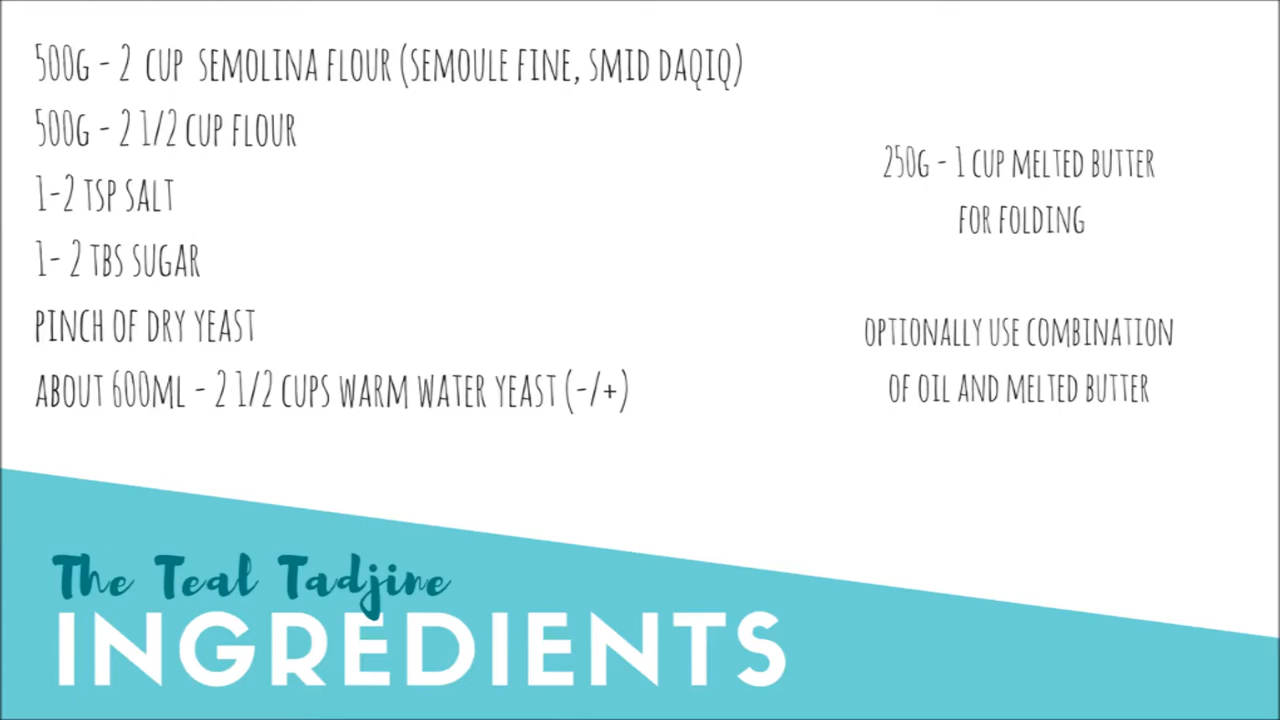 500G - 2 CUP SEMOLINA FLOUR (SEMOULE FINE, SMID DAQIQ)
500G - 2 1/2 CUP FLOUR
1-2 TSP SALT
1- 2 TBS SUGAR
PINCH OF DRY YEAST
ABOUT 600ML - 2 1/2 CUPS WARM WATER YEAST (-/+)
250G - 1 CUP MELTED BUTTER
FOR FOLDING
OPTIONALLY USE COMBINATION
OF OIL AND MELTED BUTTER
The Teal Tadjine
INGREDIENTS